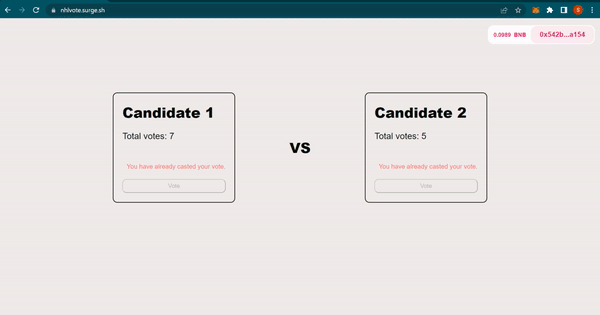 nhivote.surge.sh
S
0.0989 BNB
0x542b...a154
Candidate 1
Total votes: 7
You have already casted your vote.
Vote
VS
Candidate 2
Total votes: 5
You have already casted your vote.
Vote